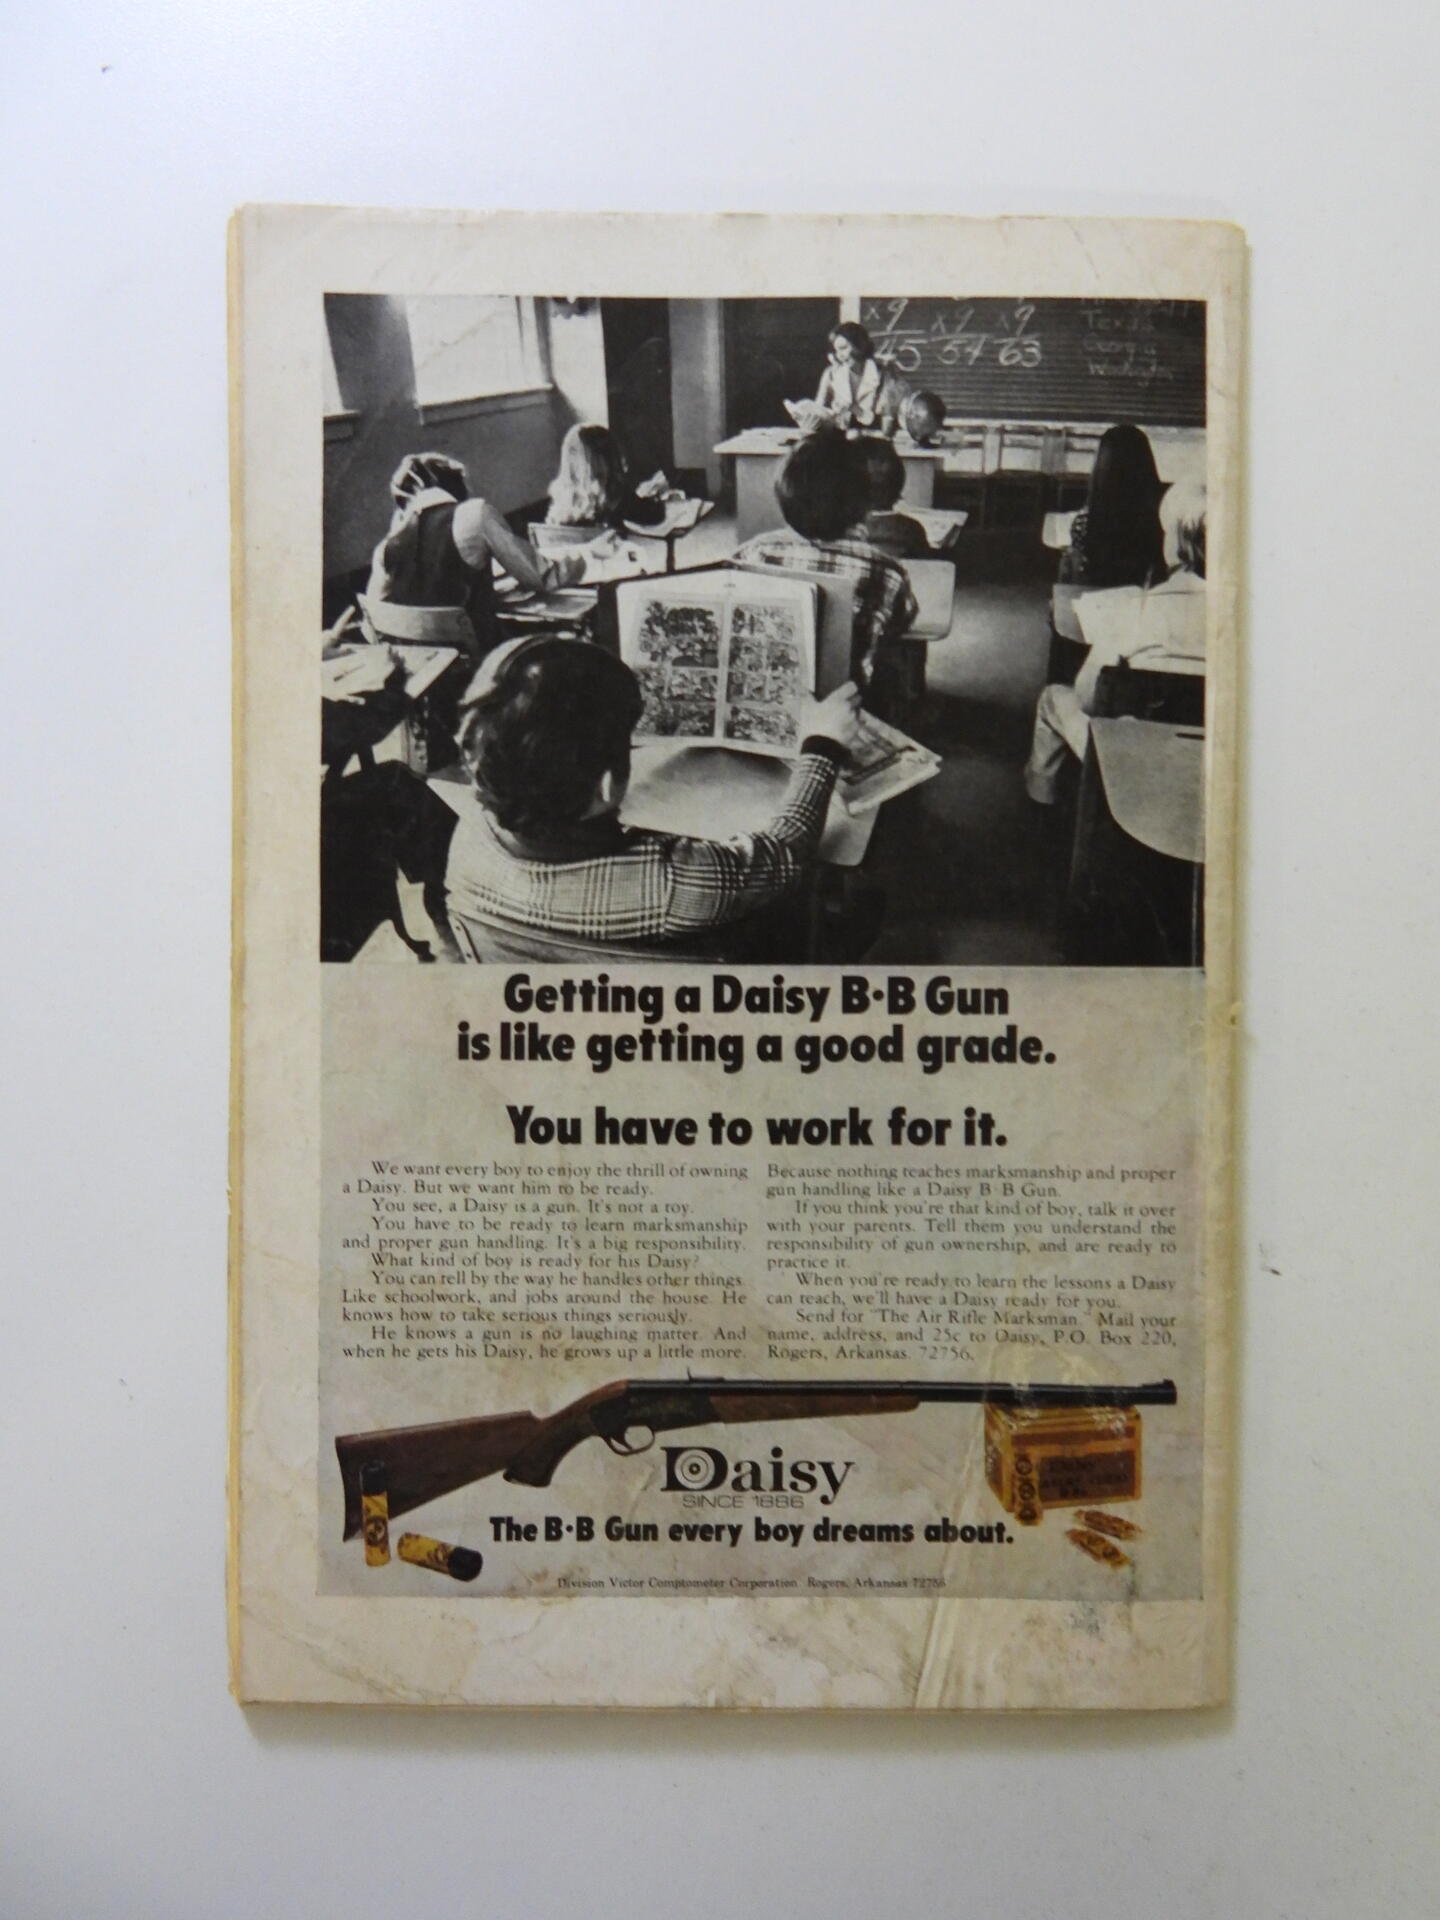 x9 x9 x9
45 54 63
Texas
Georgia
Washington
Getting a Daisy B·B Gun
is like getting a good grade.
You have to work for it.
We want every boy to enjoy the thrill of owning
a Daisy. But we want him to be ready.
You see, a Daisy is a gun. It's not a toy.
You have to be ready to learn marksmanship
and proper gun handling. It's a big responsibility.
What kind of boy is ready for his Daisy?
You can tell by the way he handles other things.
Like schoolwork, and jobs around the house. He
knows how to take serious things seriously.
He knows a gun is no laughing matter. And
when he gets his Daisy, he grows up a little more.
Because nothing teaches marksmanship and proper
gun handling like a Daisy B·B Gun.
If you think you're that kind of boy, talk it over
with your parents. Tell them you understand the
responsibility of gun ownership, and are ready to
practice it.
When you're ready to learn the lessons a Daisy
can teach, we'll have a Daisy ready for you.
Send for "The Air Rifle Marksman." Mail your
name, address, and 25c to Daisy, P.O. Box 220,
Rogers, Arkansas. 72756.
Daisy
SINCE 1886
The B·B Gun every boy dreams about.
Division Victor Comptometer Corporation. Rogers, Arkansas 72756